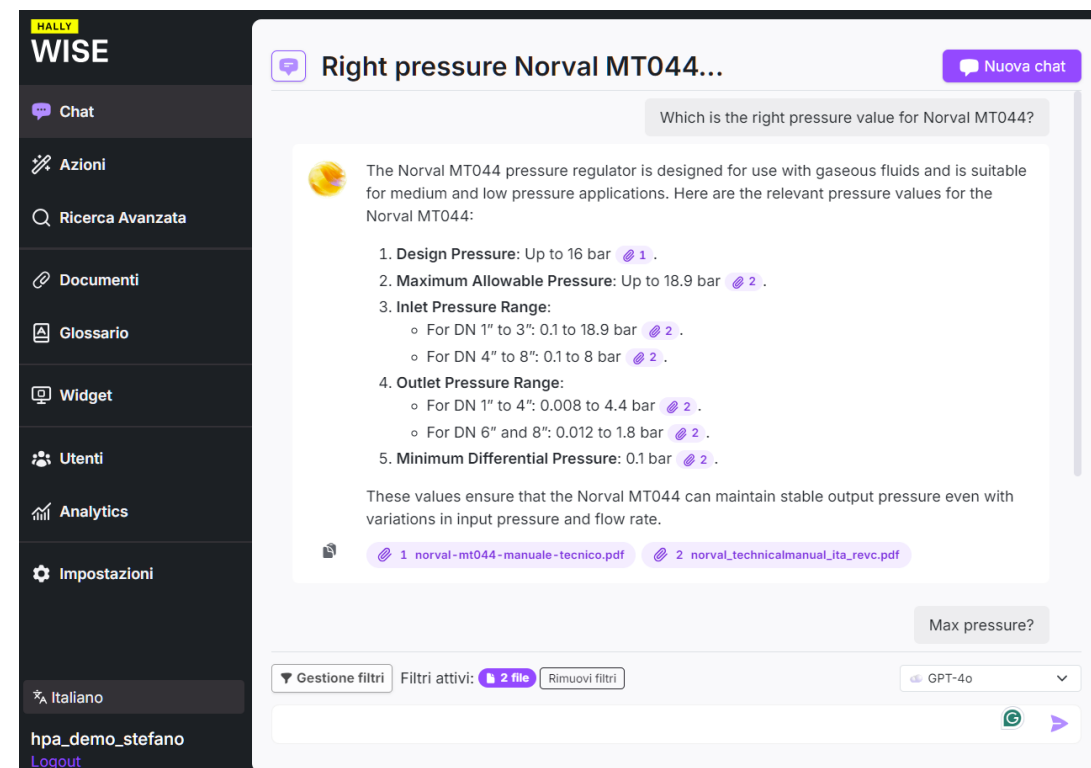 HALLY
WISE
Chat
Azioni
Ricerca Avanzata
Documenti
Glossario
Widget
Utenti
Analytics
Impostazioni
Italiano
hpa_demo_stefano
Logout
Right pressure Norval MT044...
Nuova chat
Which is the right pressure value for Norval MT044?
The Norval MT044 pressure regulator is designed for use with gaseous fluids and is suitable
for medium and low pressure applications. Here are the relevant pressure values for the
Norval MT044:
1. Design Pressure: Up to 16 bar 1 .
2. Maximum Allowable Pressure: Up to 18.9 bar 2 .
3. Inlet Pressure Range:
For DN 1” to 3”: 0.1 to 18.9 bar 2 .
For DN 4” to 8”: 0.1 to 8 bar 2 .
4. Outlet Pressure Range:
For DN 1” to 4”: 0.008 to 4.4 bar 2 .
For DN 6” and 8”: 0.012 to 1.8 bar 2 .
5. Minimum Differential Pressure: 0.1 bar 2 .
These values ensure that the Norval MT044 can maintain stable output pressure even with
variations in input pressure and flow rate.
1 norval-mt044-manuale-tecnico.pdf 2 norval_technicalmanual_ita_revc.pdf
Max pressure?
Gestione filtri Filtri attivi: 2 file Rimuovi filtri GPT-4o